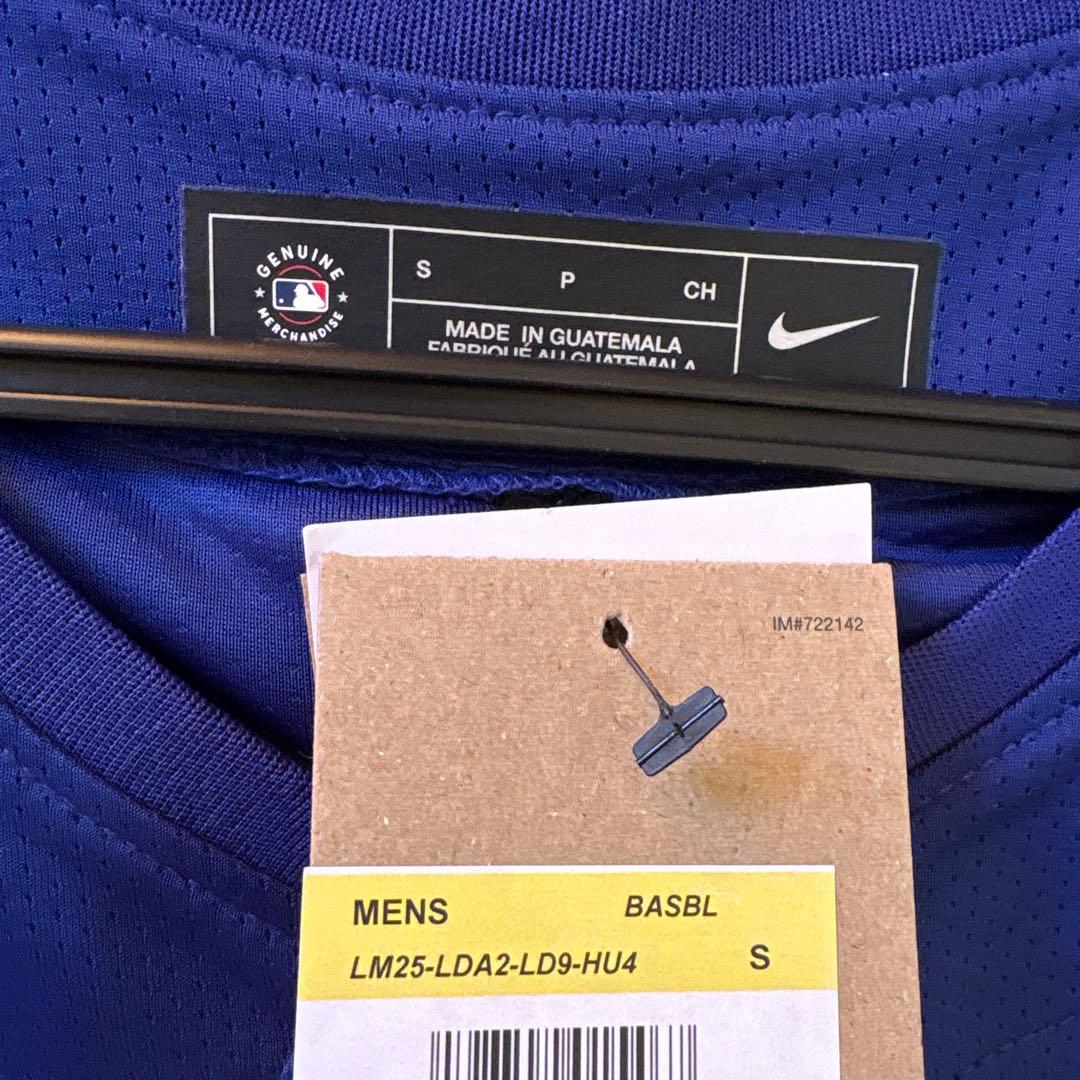 GENUINE
MERCHANDISE
S P CH
MADE IN GUATEMALA
FABRIQUÉ AU GUATEMALA
IM#722142
MENS BASBL
LM25-LDA2-LD9-HU4 S